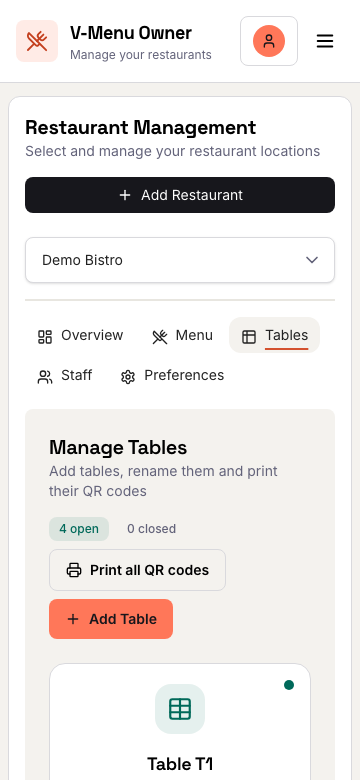 V-Menu Owner
Manage your restaurants
Restaurant Management
Select and manage your restaurant locations
Add Restaurant
Demo Bistro
Overview
Menu
Tables
Staff
Preferences
Manage Tables
Add tables, rename them and print
their QR codes
4 open
0 closed
Print all QR codes
Add Table
Table T1